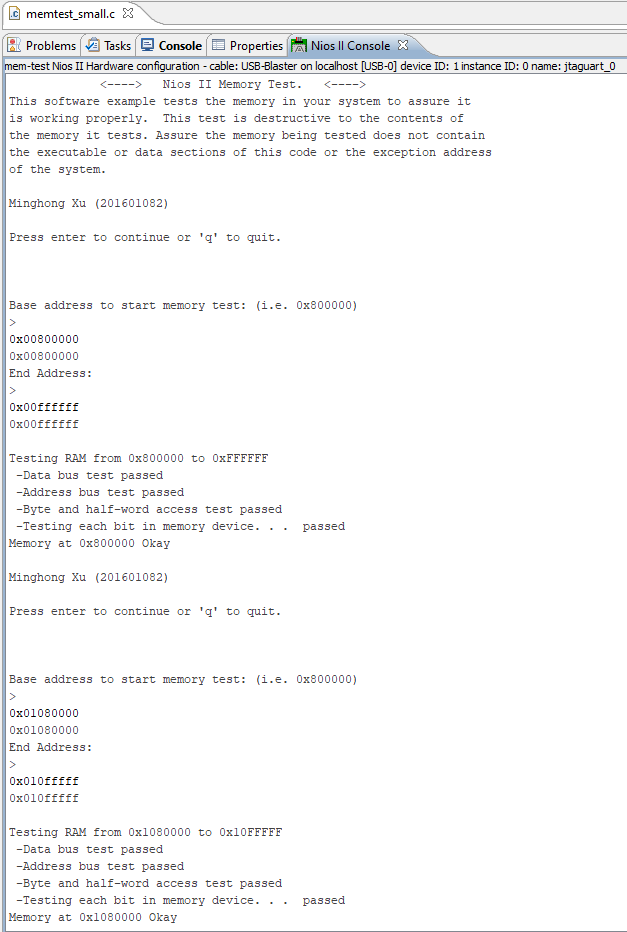 memtest_small.c
Problems Tasks Console Properties Nios II Console
mem-test Nios II Hardware configuration - cable: USB-Blaster on localhost [USB-0] device ID: 1 instance ID: 0 name: jtaguart_0
<----> Nios II Memory Test. <---->
This software example tests the memory in your system to assure it
is working properly. This test is destructive to the contents of
the memory it tests. Assure the memory being tested does not contain
the executable or data sections of this code or the exception address
of the system.
Minghong Xu (201601082)
Press enter to continue or 'q' to quit.
Base address to start memory test: (i.e. 0x800000)
>
0x00800000
0x00800000
End Address:
>
0x00ffffff
0x00ffffff
Testing RAM from 0x800000 to 0xFFFFFF
-Data bus test passed
-Address bus test passed
-Byte and half-word access test passed
-Testing each bit in memory device. . . passed
Memory at 0x800000 Okay
Minghong Xu (201601082)
Press enter to continue or 'q' to quit.
Base address to start memory test: (i.e. 0x800000)
>
0x01080000
0x01080000
End Address:
>
0x010fffff
0x010fffff
Testing RAM from 0x1080000 to 0x10FFFFF
-Data bus test passed
-Address bus test passed
-Byte and half-word access test passed
-Testing each bit in memory device. . . passed
Memory at 0x1080000 Okay